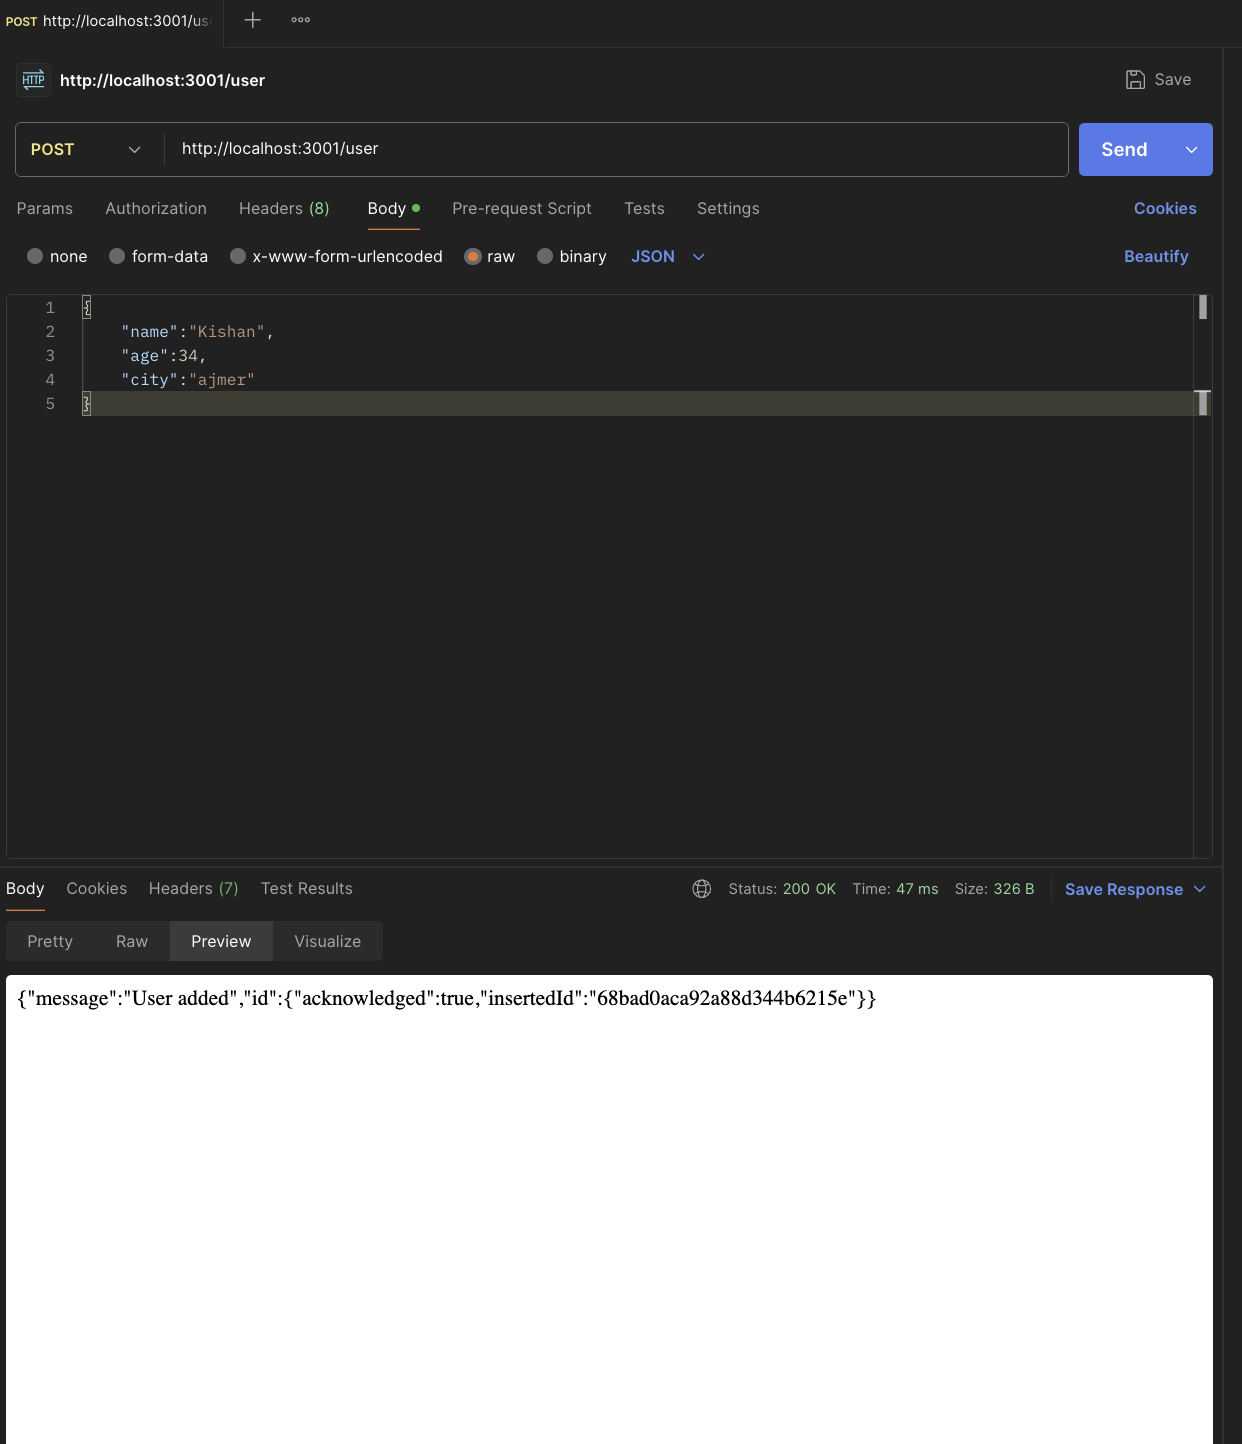 POST http://localhost:3001/us
HTTP http://localhost:3001/user Save
POST http://localhost:3001/user Send
Params Authorization Headers (8) Body Pre-request Script Tests Settings Cookies
none form-data x-www-form-urlencoded raw binary JSON Beautify
1 {
2 "name":"Kishan",
3 "age":34,
4 "city":"ajmer"
5 }
Body Cookies Headers (7) Test Results Status: 200 OK Time: 47 ms Size: 326 B Save Response
Pretty Raw Preview Visualize
{"message":"User added","id":{"acknowledged":true,"insertedId":"68bad0aca92a88d344b6215e"}}